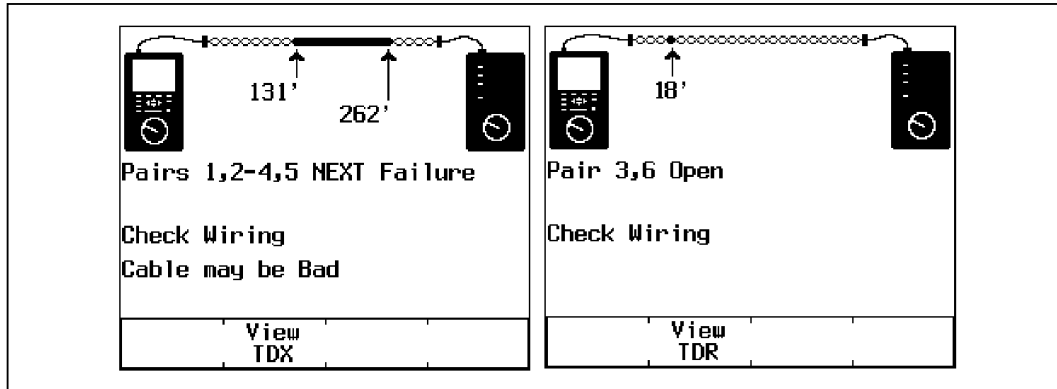 131'
262'
Pairs 1,2-4,5 NEXT Failure
Check Wiring
Cable may be Bad
View
TDX
18'
Pair 3,6 Open
Check Wiring
View
TDR